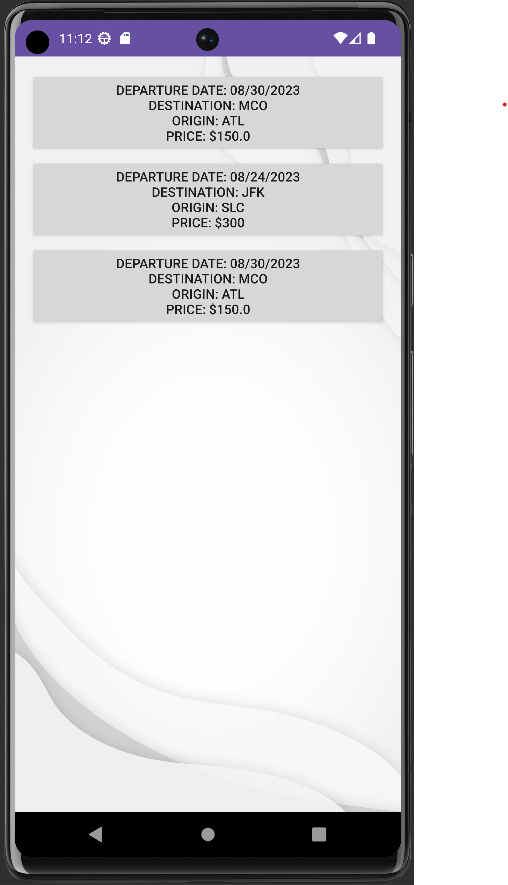 11:12
DEPARTURE DATE: 08/30/2023
DESTINATION: MCO
ORIGIN: ATL
PRICE: $150.0
DEPARTURE DATE: 08/24/2023
DESTINATION: JFK
ORIGIN: SLC
PRICE: $300
DEPARTURE DATE: 08/30/2023
DESTINATION: MCO
ORIGIN: ATL
PRICE: $150.0